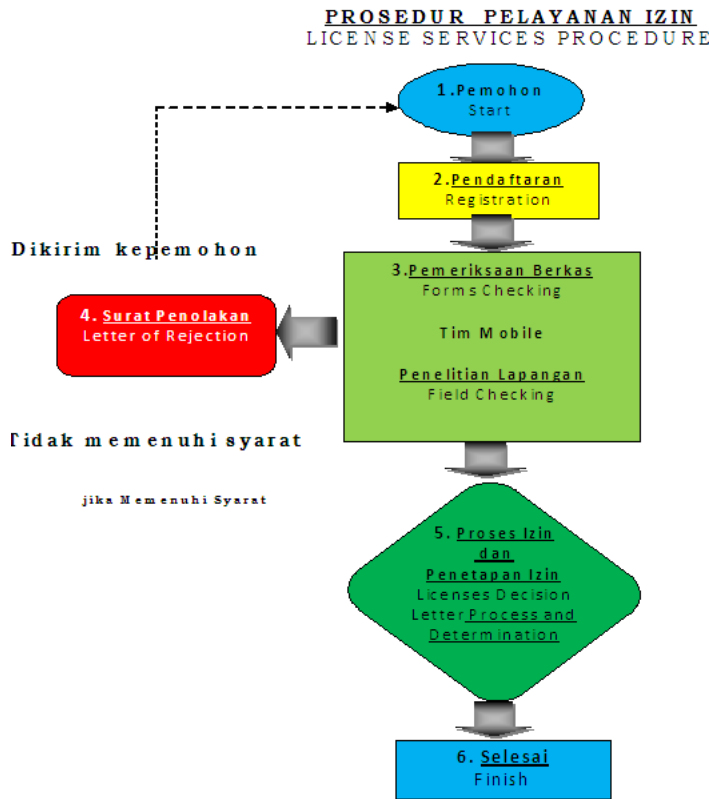 PROSEDUR PELAYANAN IZIN
LICENSE SERVICES PROCEDURE
1.Pemohon
Start
2.Pendaftaran
Registration
Dikirim kepemohon
3.Pemeriksaan Berkas
Forms Checking
Tim Mobile
Penelitian Lapangan
Field Checking
4. Surat Penolakan
Letter of Rejection
Tidak memenuhi syarat
jika Memenuhi Syarat
5. Proses Izin
dan
Penetapan Izin
Licenses Decision
Letter Process and
Determination
6. Selesai
Finish